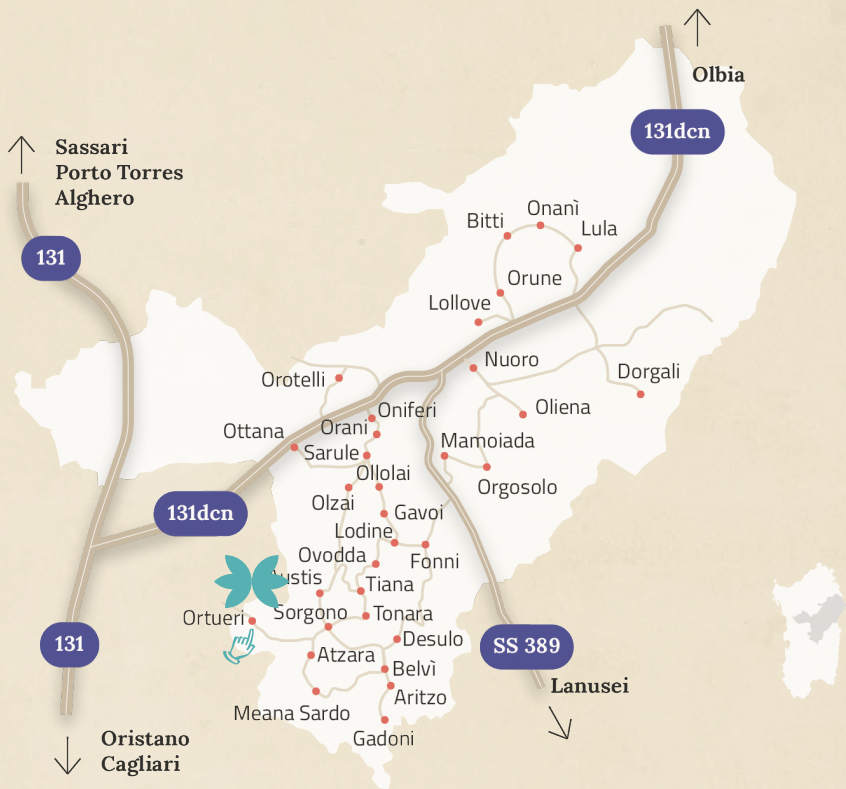 Olbia
131dcn
Sassari
Porto Torres
Alghero
131
Bitti
Onanì
Lula
Orune
Lollove
Nuoro
Dorgali
Orotelli
Oniferi
Oliena
Ottana
Orani
Mamoiada
Sarule
Ollolai
Orgosolo
Olzai
Gavoi
131dcn
Lodine
Ovodda
Fonni
ustis
Tiana
Ortueri
Sorgono
Tonara
131
Desulo
SS 389
Atzara
Belvì
Lanusei
Aritzo
Meana Sardo
Oristano
Cagliari
Gadoni